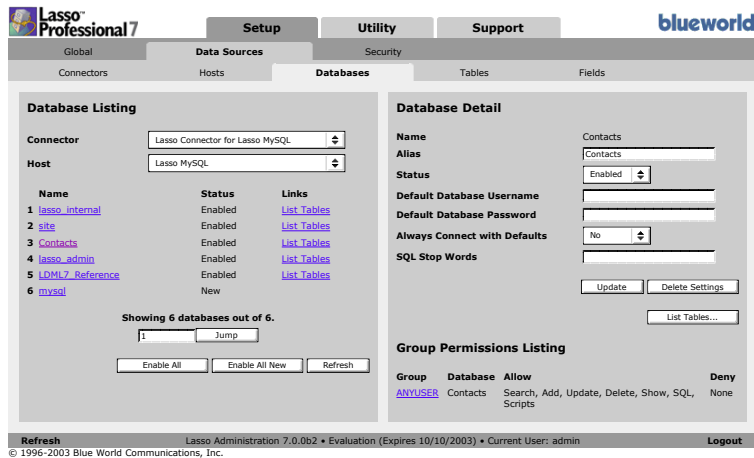 Lasso™
Professional 7
Setup Utility Support
blueworld
Global Data Sources Security
Connectors Hosts Databases Tables Fields
Database Listing
Connector Lasso Connector for Lasso MySQL
Host Lasso MySQL
Name Status Links
1 lasso_internal Enabled List Tables
2 site Enabled List Tables
3 Contacts Enabled List Tables
4 lasso_admin Enabled List Tables
5 LDML7_Reference Enabled List Tables
6 mysql New
Showing 6 databases out of 6.
1 Jump
Enable All Enable All New Refresh
Database Detail
Name Contacts
Alias Contacts
Status Enabled
Default Database Username
Default Database Password
Always Connect with Defaults No
SQL Stop Words
Update Delete Settings
List Tables...
Group Permissions Listing
Group Database Allow Deny
ANYUSER Contacts Search, Add, Update, Delete, Show, SQL, None
Scripts
Refresh Lasso Administration 7.0.0b2 • Evaluation (Expires 10/10/2003) • Current User: admin Logout
© 1996-2003 Blue World Communications, Inc.